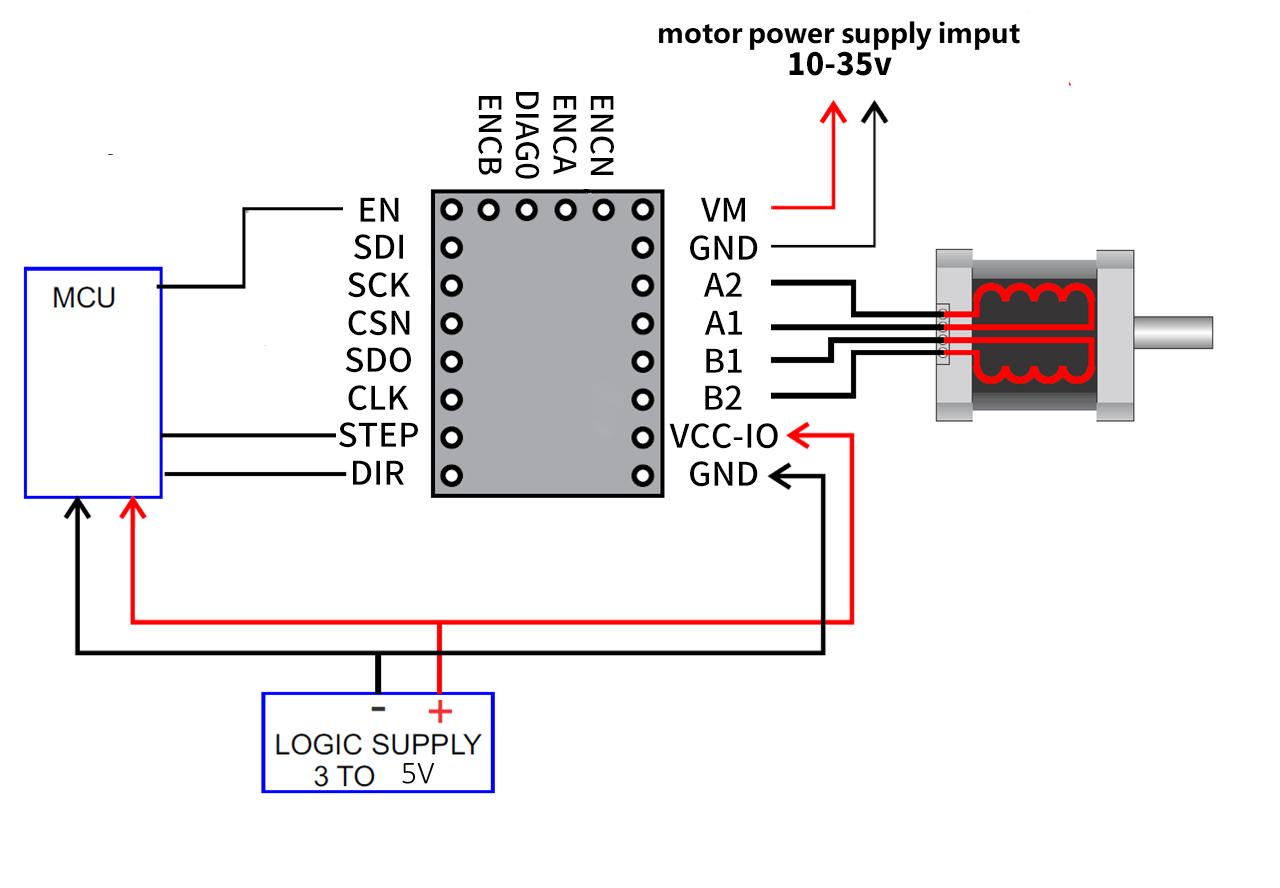 motor power supply imput
10-35v
ENCB
DIAG0
ENCA
ENCN
EN
SDI
SCK
CSN
SDO
CLK
STEP
DIR
VM
GND
A2
A1
B1
B2
VCC-IO
GND
MCU
- +
LOGIC SUPPLY
3 TO 5V